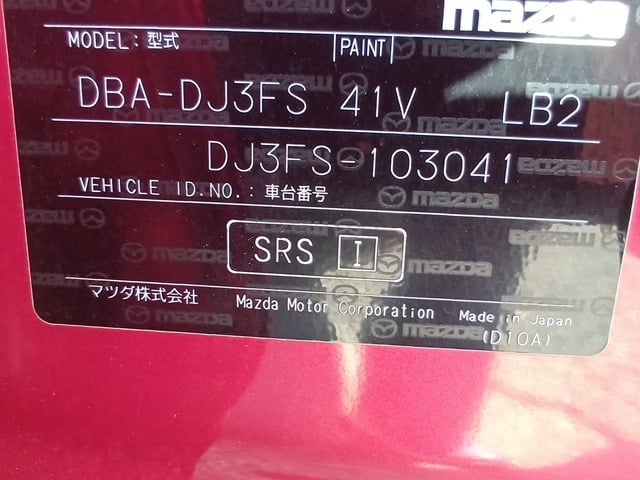 mazda
MODEL: 型式 PAINT
DBA-DJ3FS 41V LB2
DJ3FS-103041
VEHICLE ID.NO.: 車台番号
SRS I
マツダ株式会社 Mazda Motor Corporation Made in Japan
(D10A)